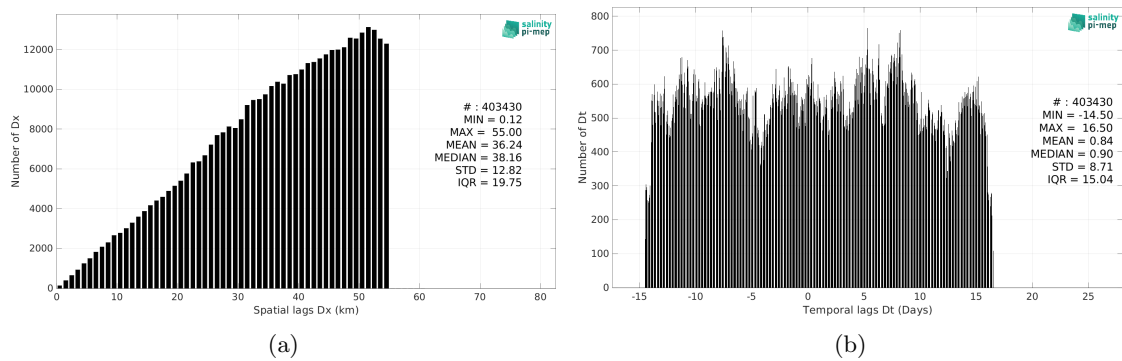 salinity
pi-mep
12000
10000
8000
6000
4000
2000
0
Number of Dx
# : 403430
MIN = 0.12
MAX = 55.00
MEAN = 36.24
MEDIAN = 38.16
STD = 12.82
IQR = 19.75
0 10 20 30 40 50 60 70 80
Spatial lags Dx (km)
(a)
salinity
pi-mep
800
700
600
500
400
300
200
100
0
Number of Dt
# : 403430
MIN = -14.50
MAX = 16.50
MEAN = 0.84
MEDIAN = 0.90
STD = 8.71
IQR = 15.04
-15 -10 -5 0 5 10 15 20 25
Temporal lags Dt (Days)
(b)